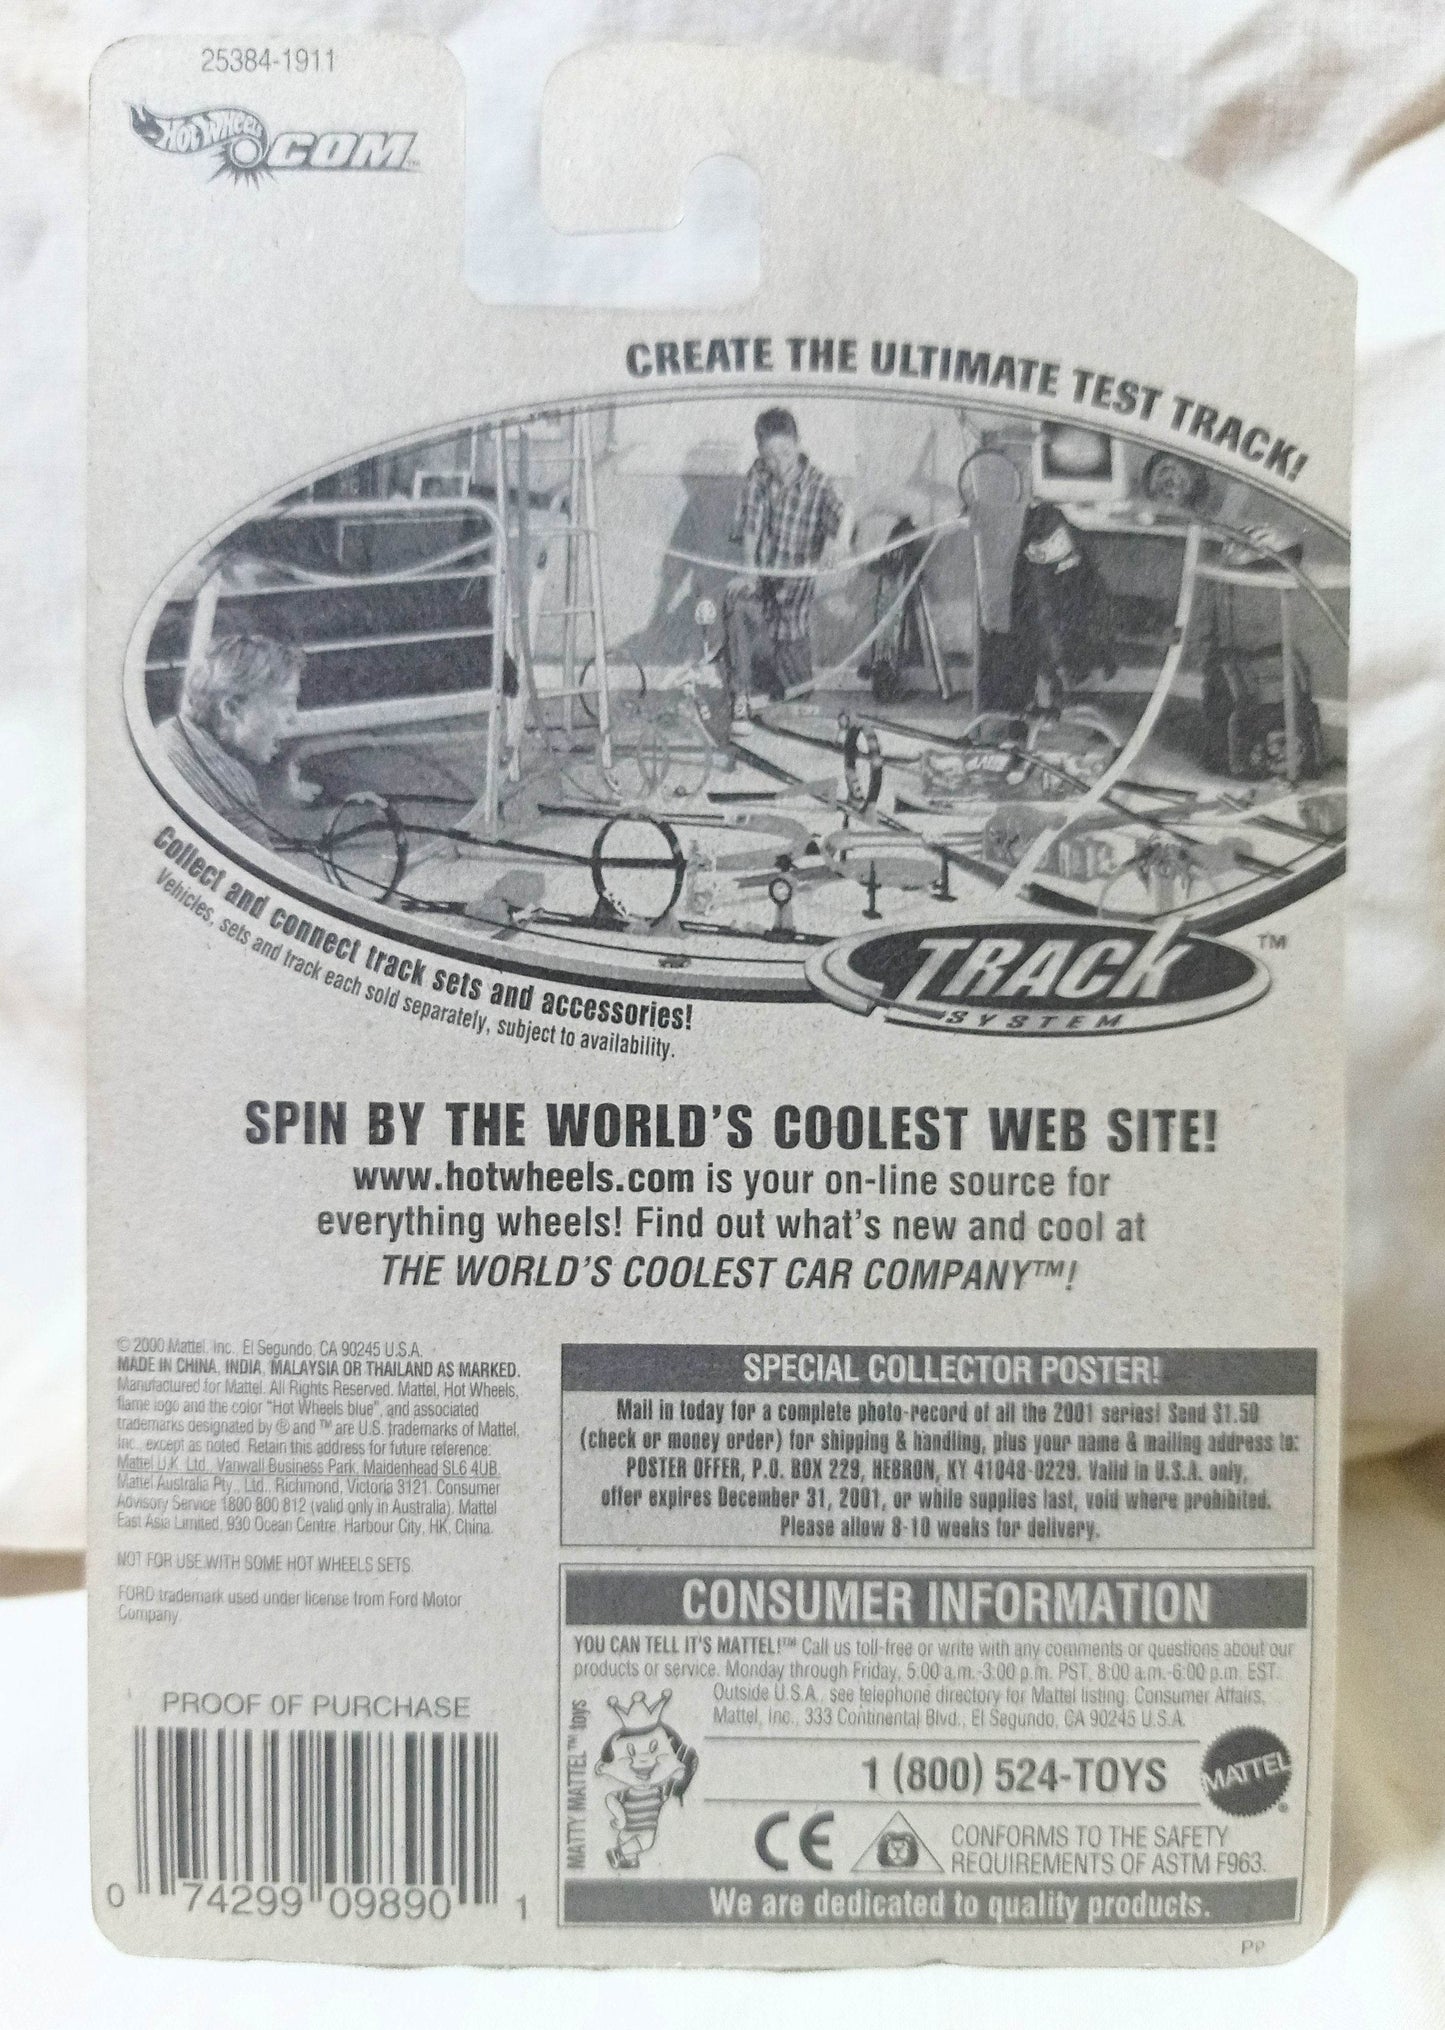 25384-1911
HOT WHEELS.COM™
CREATE THE ULTIMATE TEST TRACK!
Collect and connect track sets and accessories!
Vehicles, sets and track each sold separately, subject to availability.
TRACK ™
SYSTEM
SPIN BY THE WORLD'S COOLEST WEB SITE!
www.hotwheels.com is your on-line source for
everything wheels! Find out what's new and cool at
THE WORLD'S COOLEST CAR COMPANY™!
© 2000 Mattel, Inc., El Segundo, CA 90245 U.S.A.
MADE IN CHINA, INDIA, MALAYSIA OR THAILAND AS MARKED.
Manufactured for Mattel. All Rights Reserved. Mattel, Hot Wheels,
flame logo and the color "Hot Wheels blue", and associated
trademarks designated by ® and ™ are U.S. trademarks of Mattel,
Inc., except as noted. Retain this address for future reference:
Mattel U.K. Ltd., Vanwall Business Park, Maidenhead SL6 4UB.
Mattel Australia Pty., Ltd., Richmond, Victoria 3121. Consumer
Advisory Service 1800 800 812 (valid only in Australia). Mattel
East Asia Limited, 930 Ocean Centre, Harbour City, HK, China.
NOT FOR USE WITH SOME HOT WHEELS SETS.
FORD trademark used under license from Ford Motor
Company.
PROOF OF PURCHASE
0 74299 09890 1
SPECIAL COLLECTOR POSTER!
Mail in today for a complete photo-record of all the 2001 series! Send $1.50
(check or money order) for shipping & handling, plus your name & mailing address to:
POSTER OFFER, P.O. BOX 229, HEBRON, KY 41048-0229. Valid in U.S.A. only,
offer expires December 31, 2001, or while supplies last, void where prohibited.
Please allow 8-10 weeks for delivery.
CONSUMER INFORMATION
YOU CAN TELL IT'S MATTEL!™ Call us toll-free or write with any comments or questions about our
products or service. Monday through Friday, 5:00 a.m.-3:00 p.m. PST, 8:00 a.m.-6:00 p.m. EST.
Outside U.S.A., see telephone directory for Mattel listing. Consumer Affairs,
Mattel, Inc., 333 Continental Blvd., El Segundo, CA 90245 U.S.A.
MATTY MATTEL™ toys
1 (800) 524-TOYS
MATTEL®
CE
CONFORMS TO THE SAFETY
REQUIREMENTS OF ASTM F963.
We are dedicated to quality products.
PP